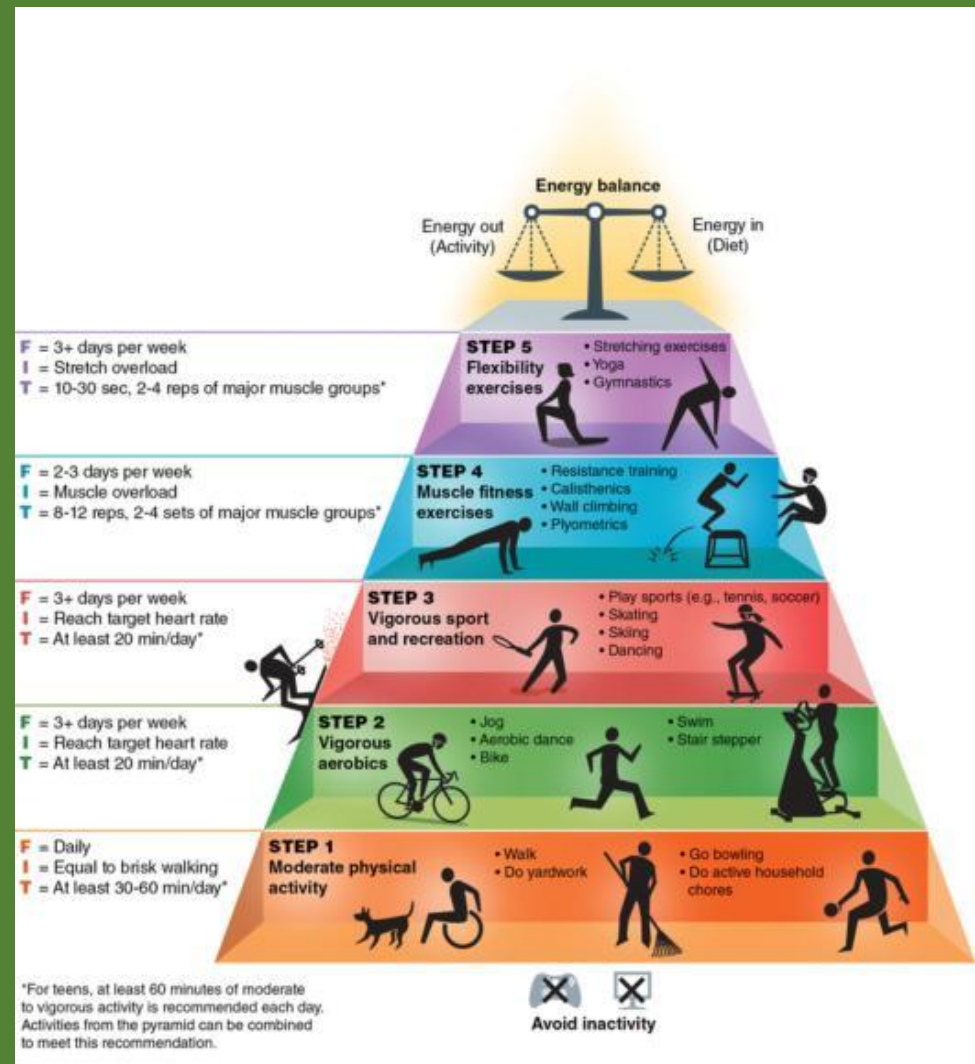 Energy balance
Energy out
(Activity)
Energy in
(Diet)
F = 3+ days per week
I = Stretch overload
T = 10-30 sec, 2-4 reps of major muscle groups*
STEP 5
Flexibility
exercises
• Stretching exercises
• Yoga
• Gymnastics
F = 2-3 days per week
I = Muscle overload
T = 8-12 reps, 2-4 sets of major muscle groups*
STEP 4
Muscle fitness
exercises
• Resistance training
• Calisthenics
• Wall climbing
• Plyometrics
F = 3+ days per week
I = Reach target heart rate
T = At least 20 min/day*
STEP 3
Vigorous sport
and recreation
• Play sports (e.g., tennis, soccer)
• Skating
• Skiing
• Dancing
F = 3+ days per week
I = Reach target heart rate
T = At least 20 min/day*
STEP 2
Vigorous
aerobics
• Jog
• Aerobic dance
• Bike
• Swim
• Stair stepper
F = Daily
I = Equal to brisk walking
T = At least 30-60 min/day*
STEP 1
Moderate physical
activity
• Walk
• Do yardwork
• Go bowling
• Do active household
chores
*For teens, at least 60 minutes of moderate
to vigorous activity is recommended each day.
Activities from the pyramid can be combined
to meet this recommendation.
Avoid inactivity